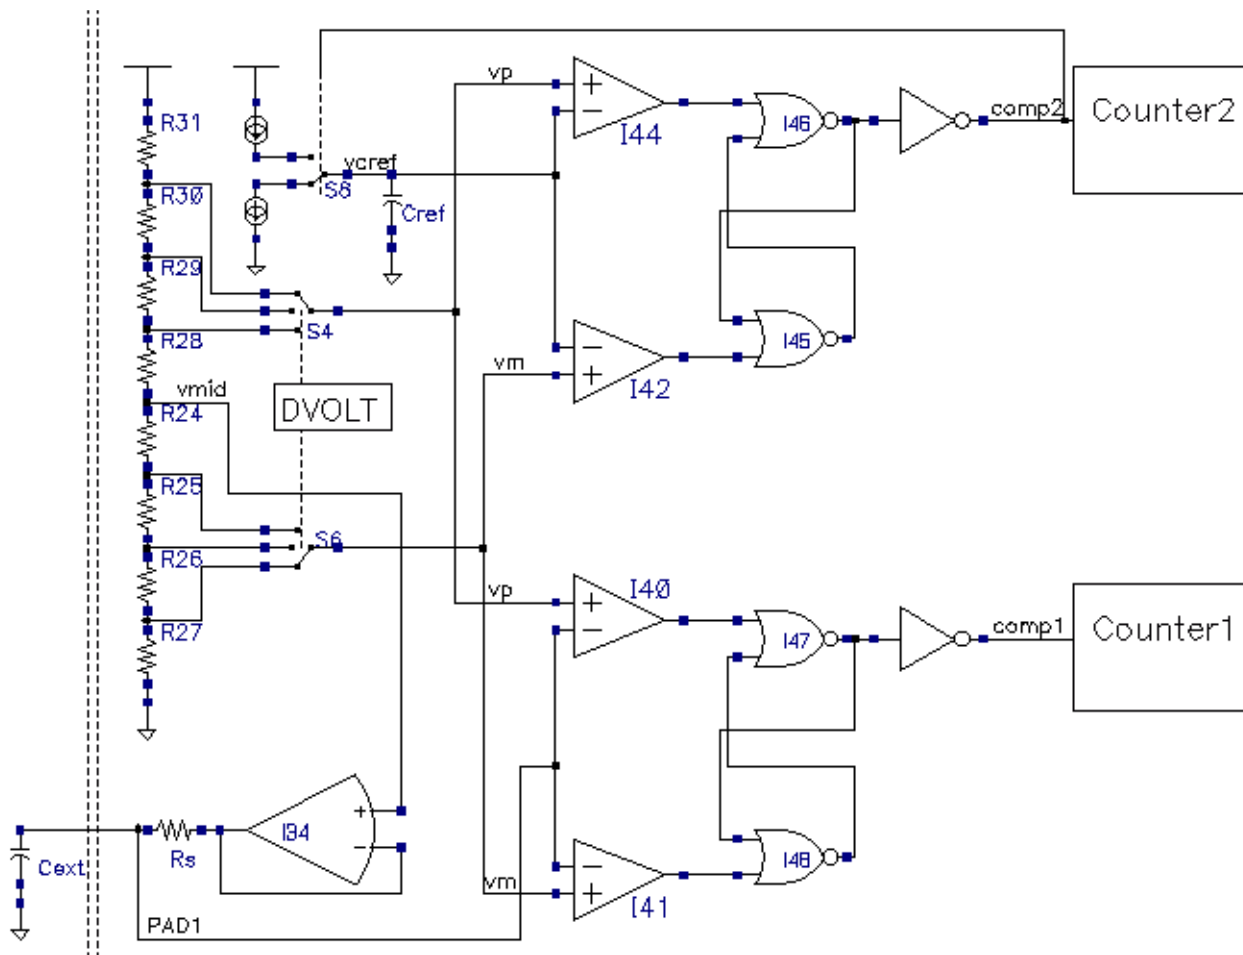 R31
R30
R29
R28
vmid
R24
R25
R26
R27
S8
vcref
Cref
S4
DVOLT
S6
vp
+
−
I44
I46
comp2
Counter2
vm
−
+
I42
I45
vp
+
−
I40
I47
comp1
Counter1
vm
−
+
I41
I48
Cext
Rs
I34
+
−
PAD1